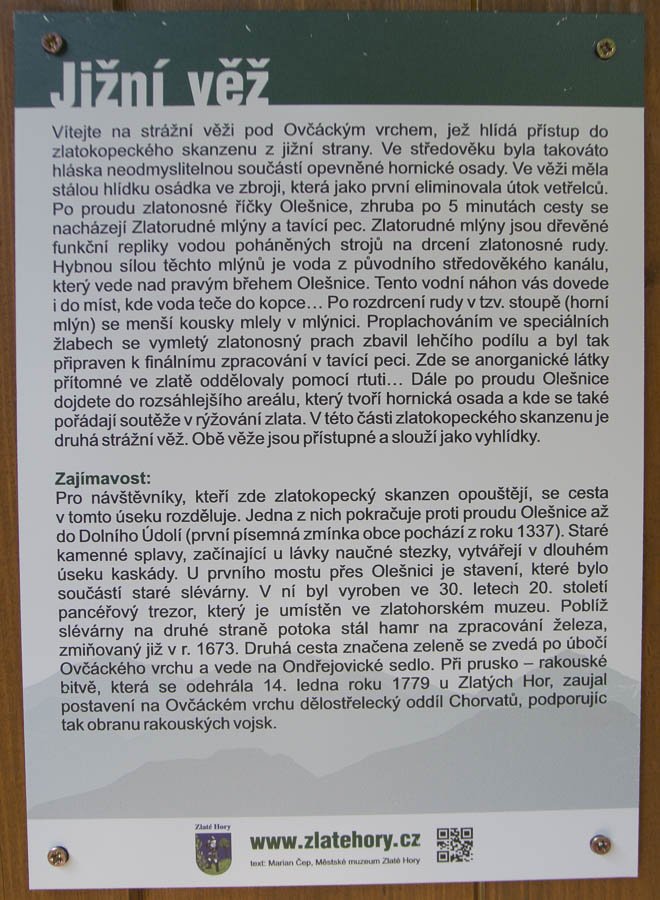 Jižní věž
Vítejte na strážní věži pod Ovčáckým vrchem, jež hlídá přístup do
zlatokopeckého skanzenu z jižní strany. Ve středověku byla takováto
hláska neodmyslitelnou součástí opevněné hornické osady. Ve věži měla
stálou hlídku osádka ve zbroji, která jako první eliminovala útok vetřelců.
Po proudu zlatonosné říčky Olešnice, zhruba po 5 minutách cesty se
nacházejí Zlatorudné mlýny a tavící pec. Zlatorudné mlýny jsou dřevěné
funkční repliky vodou poháněných strojů na drcení zlatonosné rudy.
Hybnou sílou těchto mlýnů je voda z původního středověkého kanálu,
který vede nad pravým břehem Olešnice. Tento vodní náhon vás dovede
i do míst, kde voda teče do kopce… Po rozdrcení rudy v tzv. stoupě (horní
mlýn) se menší kousky mlely v mlýnici. Proplachováním ve speciálních
žlabech se vymletý zlatonosný prach zbavil lehčího podílu a byl tak
připraven k finálnímu zpracování v tavící peci. Zde se anorganické látky
přítomné ve zlatě oddělovaly pomocí rtuti… Dále po proudu Olešnice
dojdete do rozsáhlejšího areálu, který tvoří hornická osada a kde se také
pořádají soutěže v rýžování zlata. V této části zlatokopeckého skanzenu je
druhá strážní věž. Obě věže jsou přístupné a slouží jako vyhlídky.
Zajímavost:
Pro návštěvníky, kteří zde zlatokopecký skanzen opouštějí, se cesta
v tomto úseku rozděluje. Jedna z nich pokračuje proti proudu Olešnice až
do Dolního Údolí (první písemná zmínka obce pochází z roku 1337). Staré
kamenné splavy, začínající u lávky naučné stezky, vytvářejí v dlouhém
úseku kaskády. U prvního mostu přes Olešnici je stavení, které bylo
součástí staré slévárny. V ní byl vyroben ve 30. letech 20. století
pancéřový trezor, který je umístěn ve zlatohorském muzeu. Poblíž
slévárny na druhé straně potoka stál hamr na zpracování železa,
zmiňovaný již v r. 1673. Druhá cesta značena zeleně se zvedá po úbočí
Ovčáckého vrchu a vede na Ondřejovické sedlo. Při prusko – rakouské
bitvě, která se odehrála 14. ledna roku 1779 u Zlatých Hor, zaujal
postavení na Ovčáckém vrchu dělostřelecký oddíl Chorvatů, podporujíc
tak obranu rakouských vojsk.
Zlaté Hory
www.zlatehory.cz
text: Marian Čep, Městské muzeum Zlaté Hory